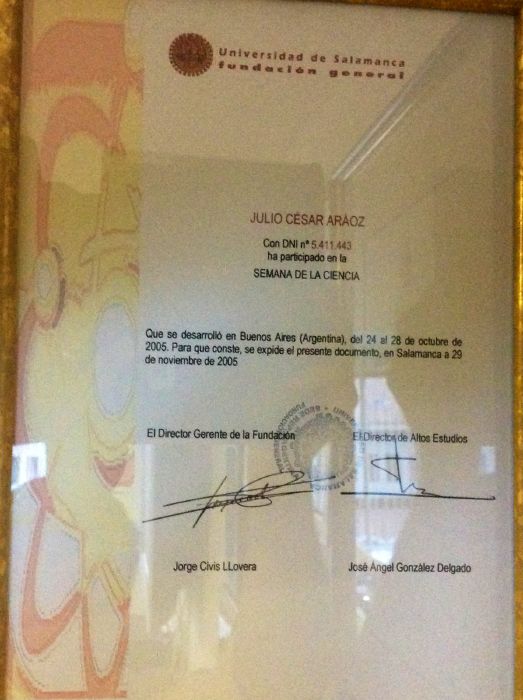 Universidad de Salamanca
fundación general
JULIO CÉSAR ARÁOZ
Con DNI nº 5.411.443
ha participado en la
SEMANA DE LA CIENCIA
Que se desarrolló en Buenos Aires (Argentina), del 24 al 28 de octubre de
2005. Para que conste, se expide el presente documento, en Salamanca a 29
de noviembre de 2005
El Director Gerente de la Fundación
El Director de Altos Estudios
Jorge Civis LLovera
José Ángel González Delgado